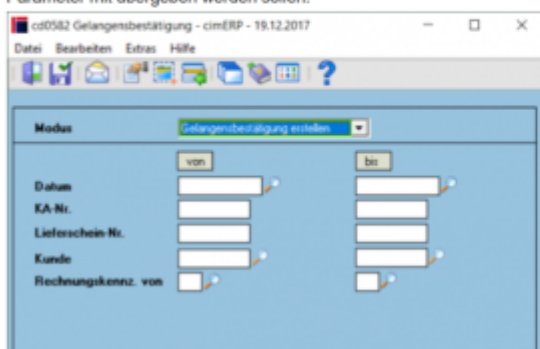 Parameter mit übergeben werden sollen.
cd0582 Gelangensbestätigung - cimERP - 19.12.2017
Datei Bearbeiten Extras Hilfe
Modus Gelangensbestätigung erstellen
von bis
Datum
KA-Nr.
Lieferschein-Nr.
Kunde
Rechnungskennz. von